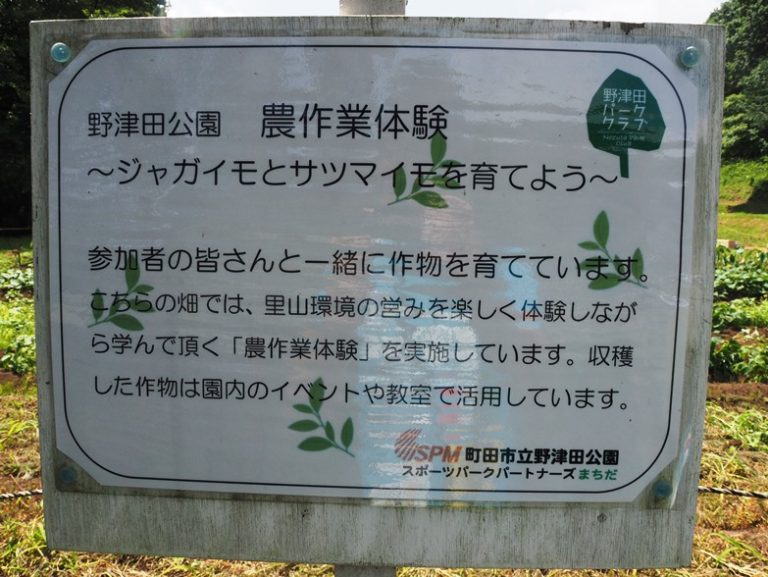 野津田公園 農作業体験
～ジャガイモとサツマイモを育てよう～
野津田
パーク
クラブ
Nozuta Park
Club
参加者の皆さんと一緒に作物を育てています。
こちらの畑では、里山環境の営みを楽しく体験しなが
ら学んで頂く「農作業体験」を実施しています。収穫
した作物は園内のイベントや教室で活用しています。
SPM 町田市立野津田公園
スポーツパークパートナーズまちだ